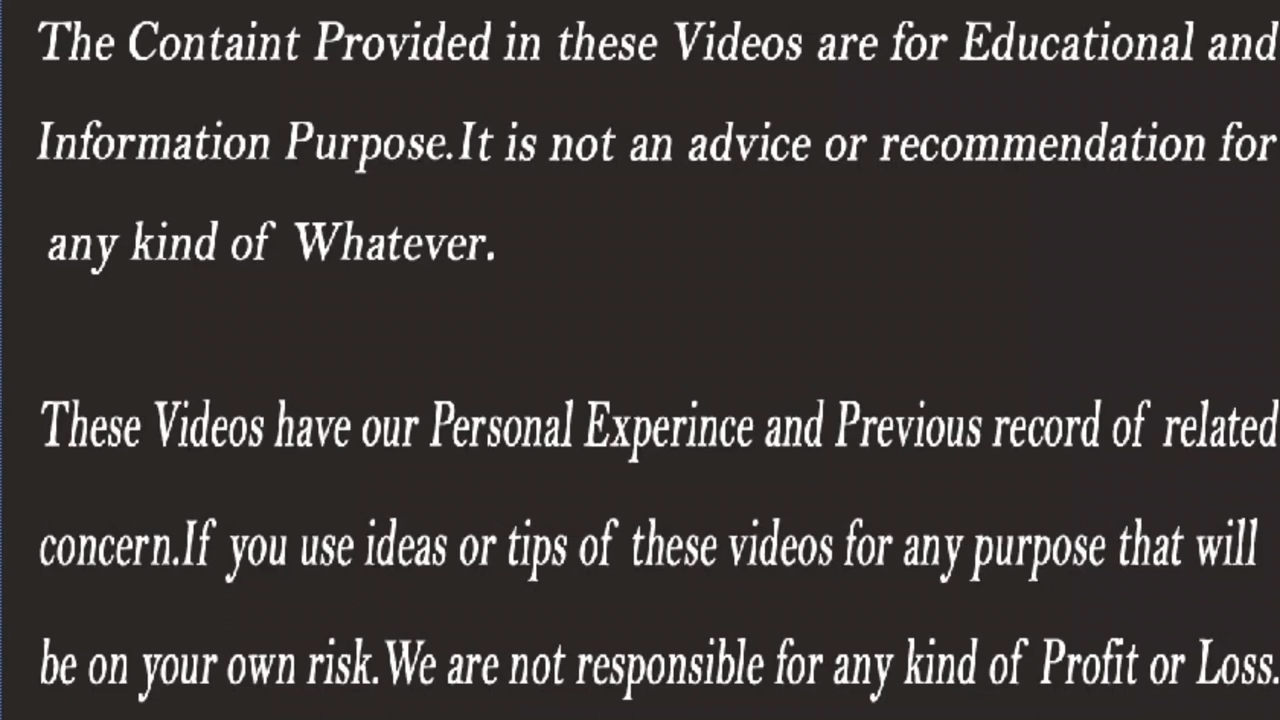 The Containt Provided in these Videos are for Educational and
Information Purpose.It is not an advice or recommendation for
any kind of Whatever.
These Videos have our Personal Experince and Previous record of related
concern.If you use ideas or tips of these videos for any purpose that will
be on your own risk.We are not responsible for any kind of Profit or Loss.